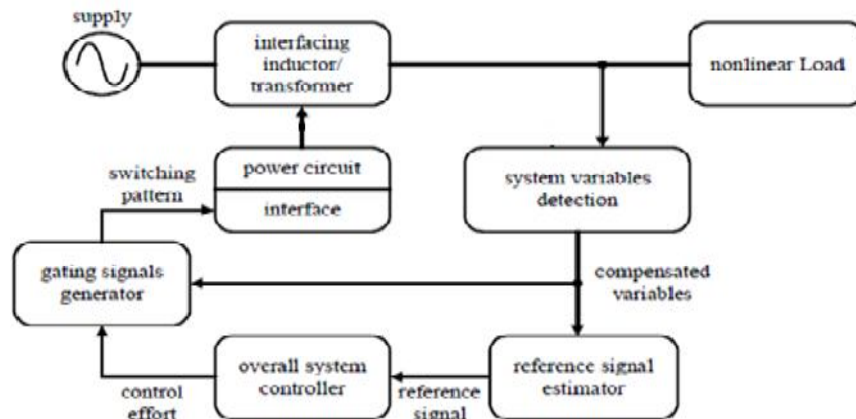 supply
interfacing
inductor/
transformer
nonlinear Load
switching
pattern
power circuit
interface
system variables
detection
gating signals
generator
compensated
variables
control
effort
overall system
controller
reference
signal
reference signal
estimator